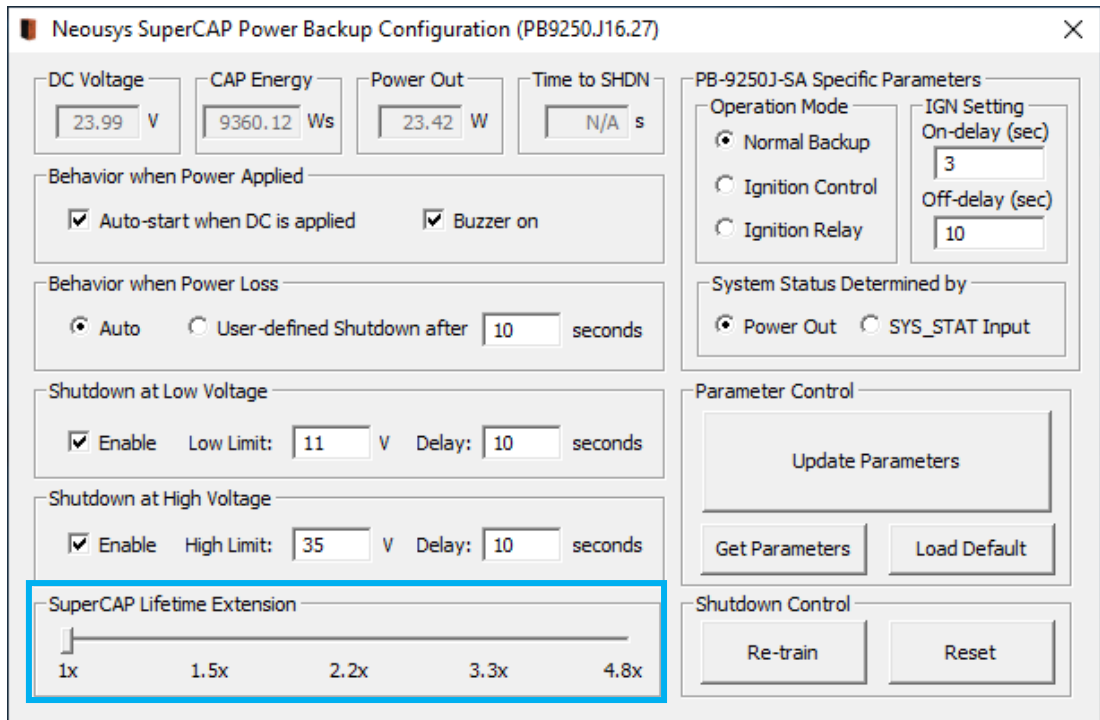 Neousys SuperCAP Power Backup Configuration (PB9250.J16.27)
DC Voltage
23.99 V
CAP Energy
9360.12 Ws
Power Out
23.42 W
Time to SHDN
N/A s
Behavior when Power Applied
Auto-start when DC is applied
Buzzer on
Behavior when Power Loss
Auto
User-defined Shutdown after 10 seconds
Shutdown at Low Voltage
Enable Low Limit: 11 V Delay: 10 seconds
Shutdown at High Voltage
Enable High Limit: 35 V Delay: 10 seconds
SuperCAP Lifetime Extension
1x 1.5x 2.2x 3.3x 4.8x
PB-9250J-SA Specific Parameters
Operation Mode
Normal Backup
Ignition Control
Ignition Relay
IGN Setting
On-delay (sec)
3
Off-delay (sec)
10
System Status Determined by
Power Out
SYS_STAT Input
Parameter Control
Update Parameters
Get Parameters
Load Default
Shutdown Control
Re-train
Reset